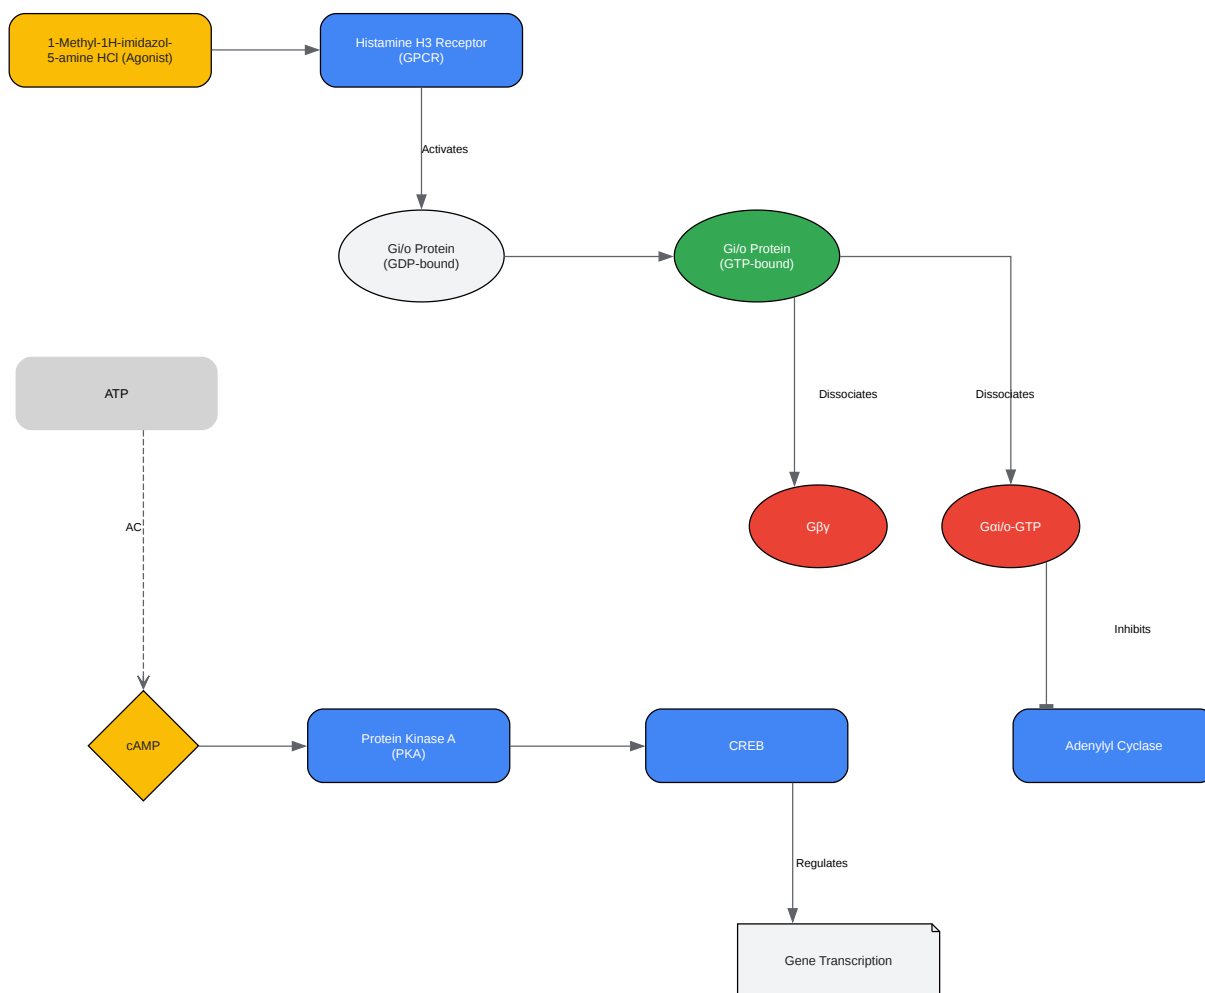 1-Methyl-1H-imidazol-
5-amine HCl (Agonist)
Histamine H3 Receptor
(GPCR)
Activates
Gi/o Protein
(GDP-bound)
Gi/o Protein
(GTP-bound)
ATP
Dissociates
Dissociates
AC
Gβγ
Gαi/o-GTP
Inhibits
cAMP
Protein Kinase A
(PKA)
CREB
Adenylyl Cyclase
Regulates
Gene Transcription